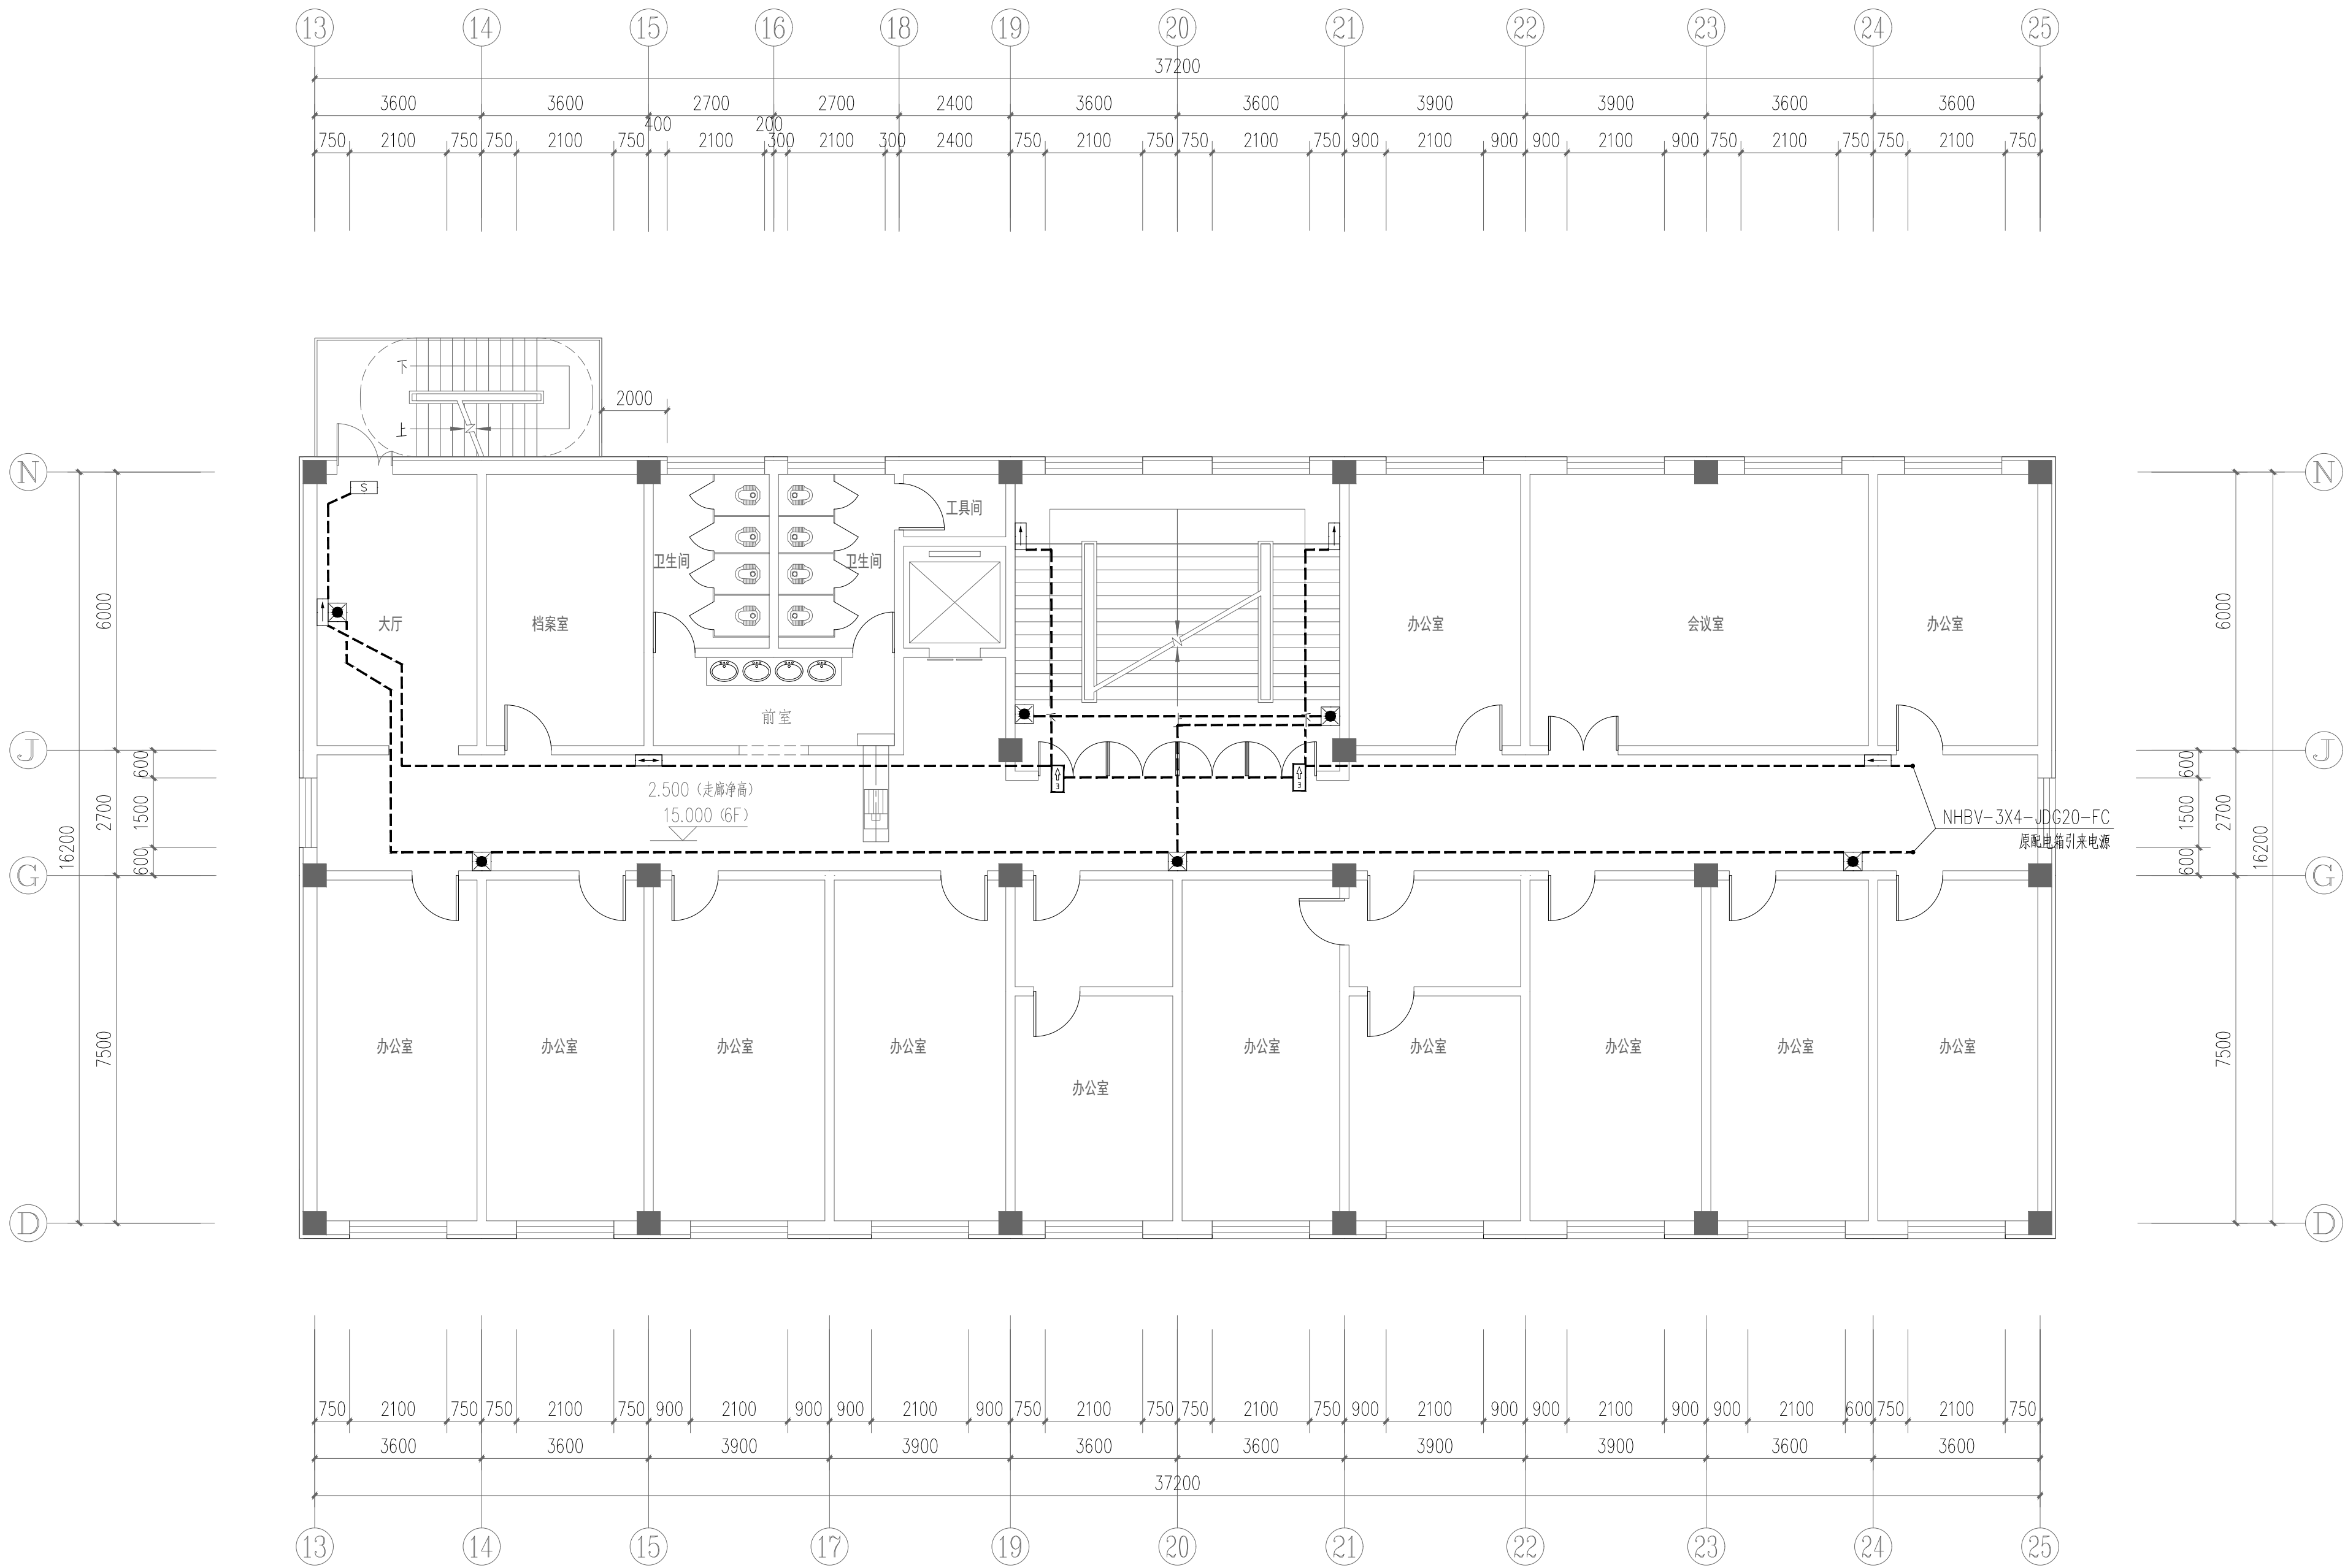 13 14 15 16 18 19 20 21 22 23 24 25
37200
3600 3600 2700 2700 2400 3600 3600 3900 3900 3600 3600
400 200
750 2100 750 750 2100 750 2100 300 2100 300 2400 750 2100 750 750 2100 750 900 2100 900 900 2100 900 750 2100 750 750 2100 750
下
2000
上
N N
S
工具间
卫生间 卫生间
6000 6000
大厅 档案室 办公室 会议室 办公室
前室
J J
600 600
2.500 (走廊净高)
3 3
15.000 (6F)
NHBV-3X4-JDG20-FC
原配电箱引来电源
16200 2700 1500 1500 2700 16200
600 600
G G
7500 7500
办公室 办公室 办公室 办公室 办公室 办公室 办公室 办公室 办公室
办公室
D D
750 2100 750 750 2100 750 900 2100 900 900 2100 900 750 2100 750 750 2100 750 900 2100 900 900 2100 900 900 2100 600 750 2100 750
3600 3600 3900 3900 3600 3600 3900 3900 3600 3600
37200
13 14 15 17 19 20 21 22 23 24 25